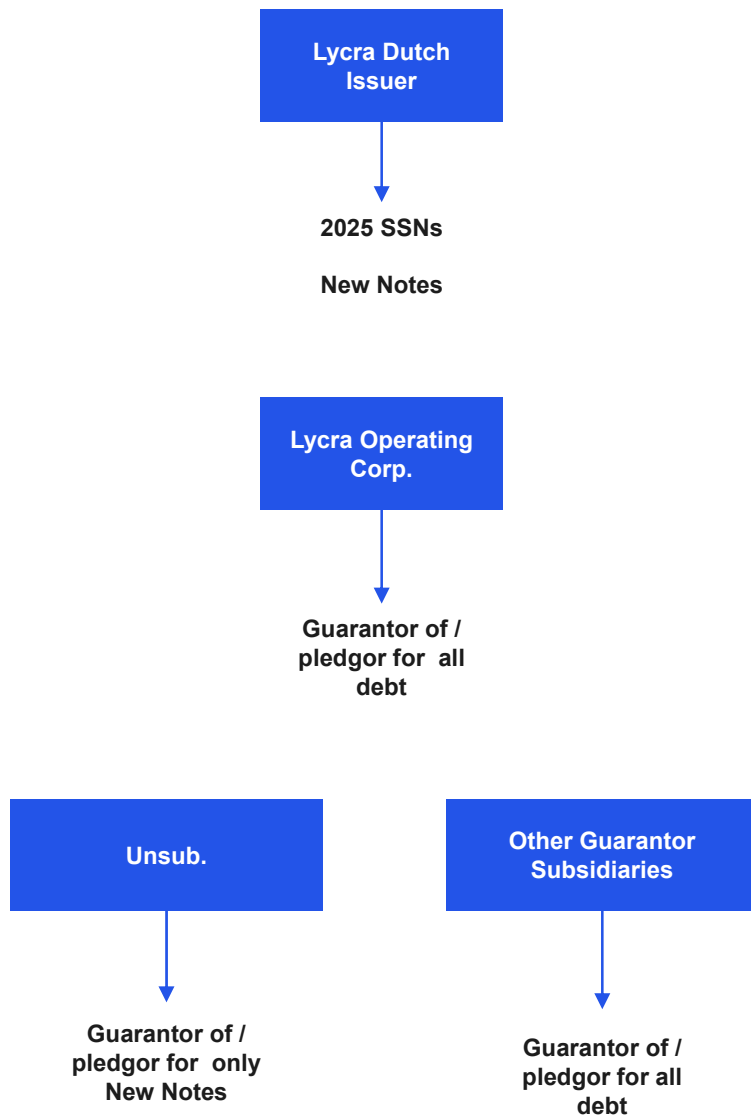 Lycra Dutch
Issuer
2025 SSNs
New Notes
Lycra Operating
Corp.
Guarantor of /
pledgor for all
debt
Unsub.
Other Guarantor
Subsidiaries
Guarantor of /
pledgor for only
New Notes
Guarantor of /
pledgor for all
debt